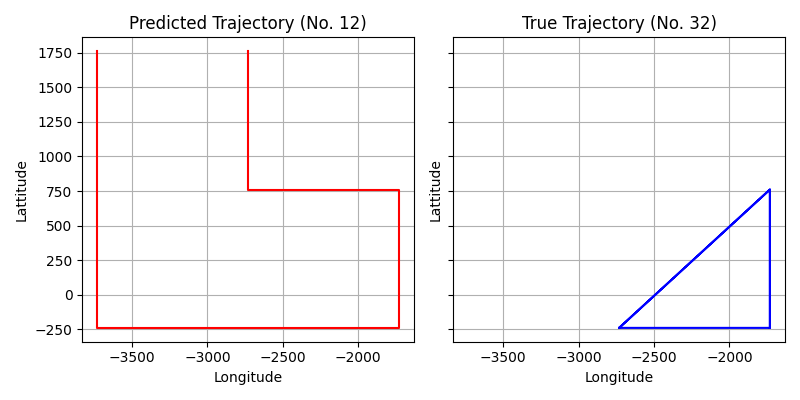 Predicted Trajectory (No. 12)
True Trajectory (No. 32)
Lattitude
1750
1500
1250
1000
750
500
250
0
−250
−3500
−3000
−2500
−2000
Longitude
Lattitude
−3500
−3000
−2500
−2000
Longitude